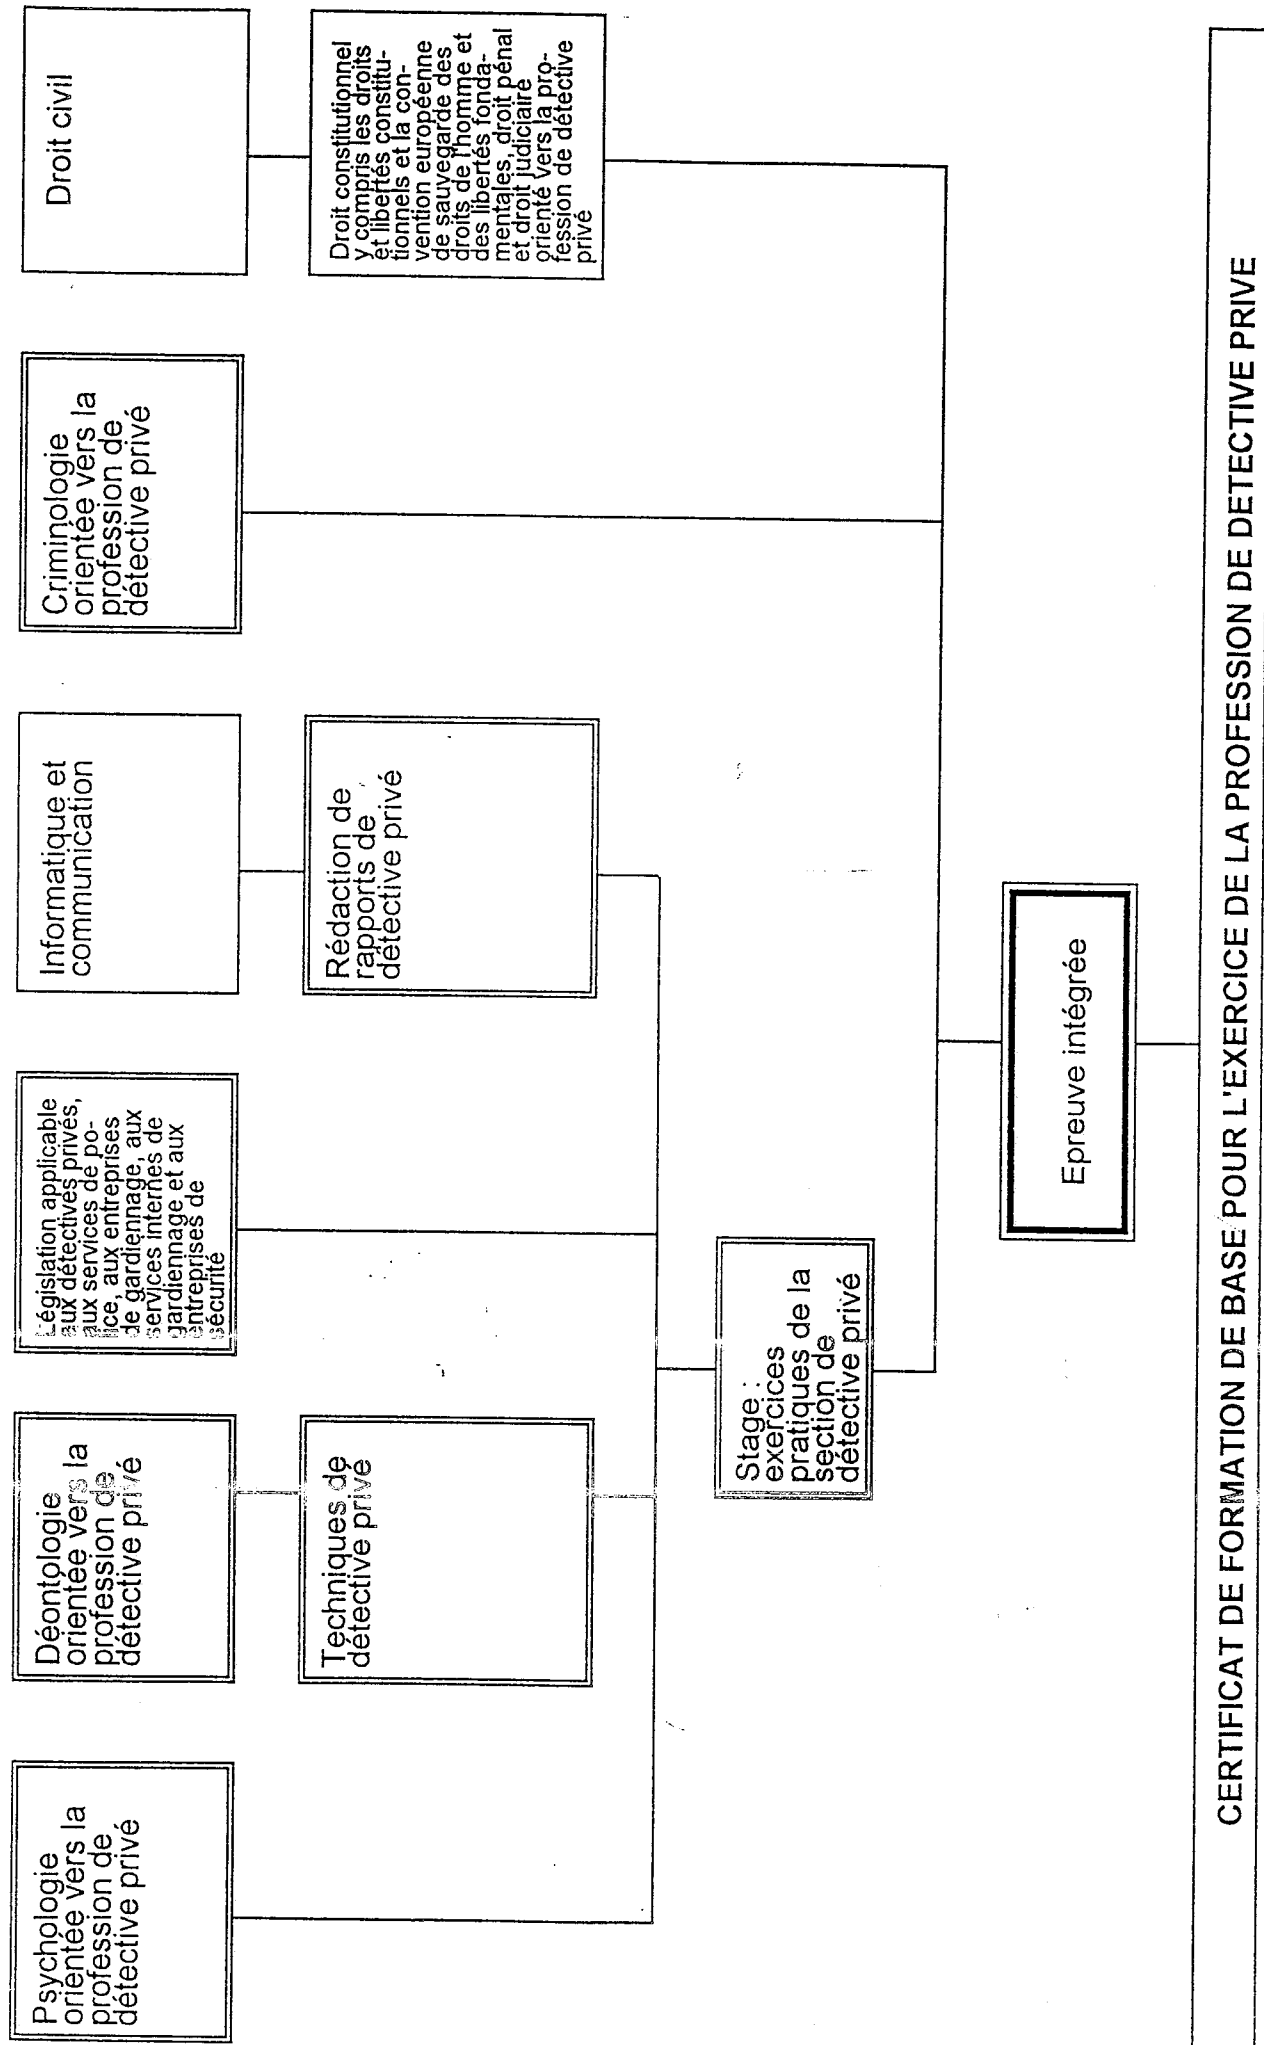 Psychologie
orientée vers la
profession de
détective privé
Déontologie
orientée vers la
profession de
détective privé
Législation applicable
aux détectives privés,
aux services de po-
lice, aux entreprises
de gardiennage, aux
services internes de
gardiennage et aux
entreprises de
sécurité
Informatique et
communication
Criminologie
orientée vers la
profession de
détective privé
Droit civil
Techniques de
détective privé
Rédaction de
rapports de
détective privé
Droit constitutionnel
y compris les droits
et libertés constitu-
tionnels et la con-
vention européenne
de sauvegarde des
droits de l'homme et
des libertés fonda-
mentales, droit pénal
et droit judiciaire
orienté vers la pro-
fession de détective
privé
Stage :
exercices
pratiques de la
section de
détective privé
Epreuve intégrée
CERTIFICAT DE FORMATION DE BASE POUR L'EXERCICE DE LA PROFESSION DE DETECTIVE PRIVE